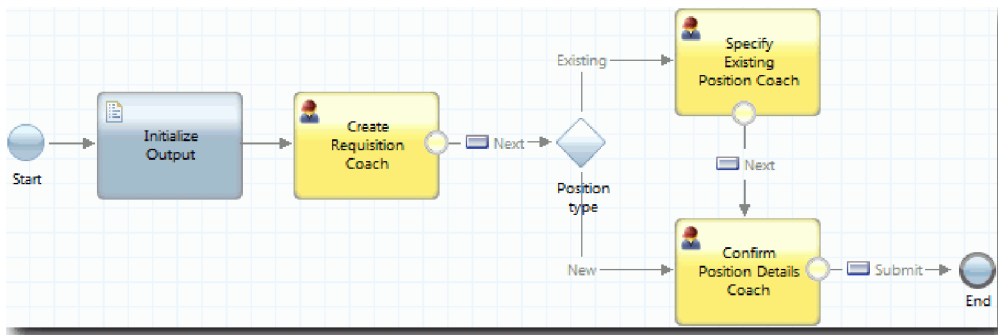 Start
Initialize
Output
Create
Requisition
Coach
Next
Position
type
Existing
Specify
Existing
Position Coach
Next
New
Confirm
Position Details
Coach
Submit
End